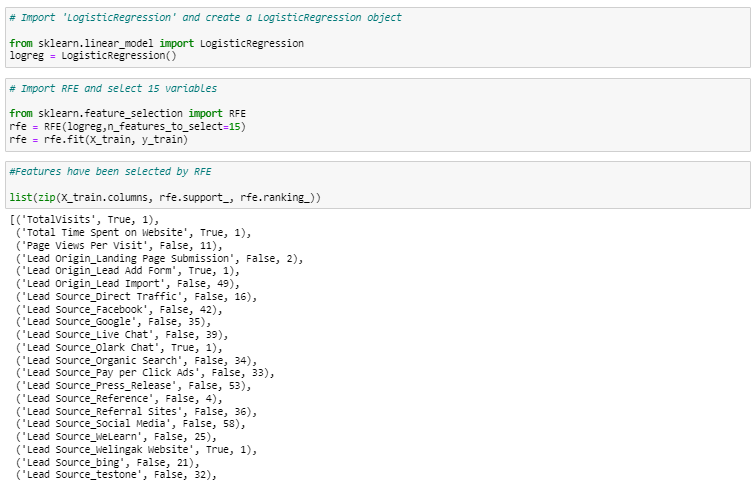 # Import 'LogisticRegression' and create a LogisticRegression object
from sklearn.linear_model import LogisticRegression
logreg = LogisticRegression()
# Import RFE and select 15 variables
from sklearn.feature_selection import RFE
rfe = RFE(logreg,n_features_to_select=15)
rfe = rfe.fit(X_train, y_train)
#Features have been selected by RFE
list(zip(X_train.columns, rfe.support_, rfe.ranking_))
[('TotalVisits', True, 1),
('Total Time Spent on Website', True, 1),
('Page Views Per Visit', False, 11),
('Lead Origin_Landing Page Submission', False, 2),
('Lead Origin_Lead Add Form', True, 1),
('Lead Origin_Lead Import', False, 49),
('Lead Source_Direct Traffic', False, 16),
('Lead Source_Facebook', False, 42),
('Lead Source_Google', False, 35),
('Lead Source_Live Chat', False, 39),
('Lead Source_Olark Chat', True, 1),
('Lead Source_Organic Search', False, 34),
('Lead Source_Pay per Click Ads', False, 33),
('Lead Source_Press_Release', False, 53),
('Lead Source_Reference', False, 4),
('Lead Source_Referral Sites', False, 36),
('Lead Source_Social Media', False, 58),
('Lead Source_WeLearn', False, 25),
('Lead Source_Welingak Website', True, 1),
('Lead Source_bing', False, 21),
('Lead Source_testone', False, 32),